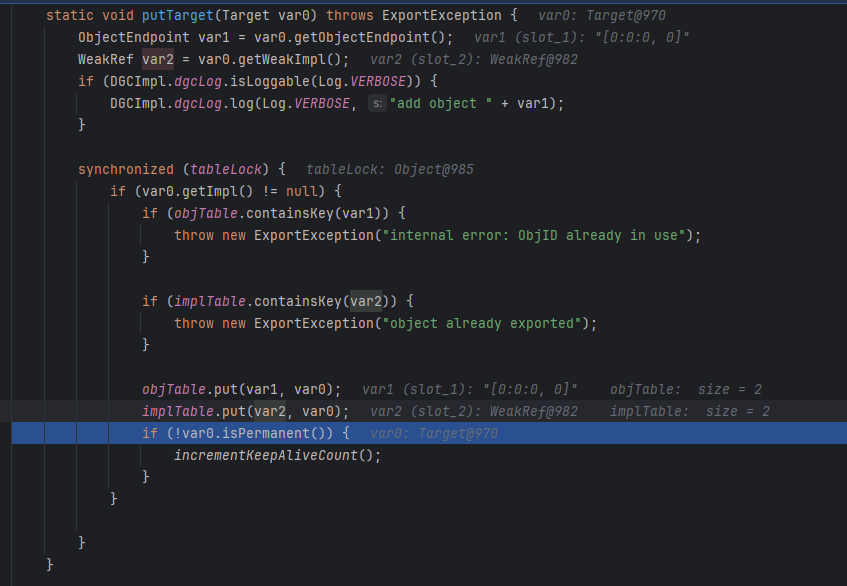 static void putTarget(Target var0) throws ExportException {   var0: Target@970
    ObjectEndpoint var1 = var0.getObjectEndpoint();   var1 (slot_1): "[0:0:0, 0]"
    WeakRef var2 = var0.getWeakImpl();   var2 (slot_2): WeakRef@982
    if (DGCImpl.dgcLog.isLoggable(Log.VERBOSE)) {
        DGCImpl.dgcLog.log(Log.VERBOSE, s: "add object " + var1);
    }
    synchronized (tableLock) {   tableLock: Object@985
        if (var0.getImpl() != null) {
            if (objTable.containsKey(var1)) {
                throw new ExportException("internal error: ObjID already in use");
            }
            if (implTable.containsKey(var2)) {
                throw new ExportException("object already exported");
            }
            objTable.put(var1, var0);   var1 (slot_1): "[0:0:0, 0]"    objTable:  size = 2
            implTable.put(var2, var0);   var2 (slot_2): WeakRef@982    implTable:  size = 2
            if (!var0.isPermanent()) {   var0: Target@970
                incrementKeepAliveCount();
            }
        }
    }
}